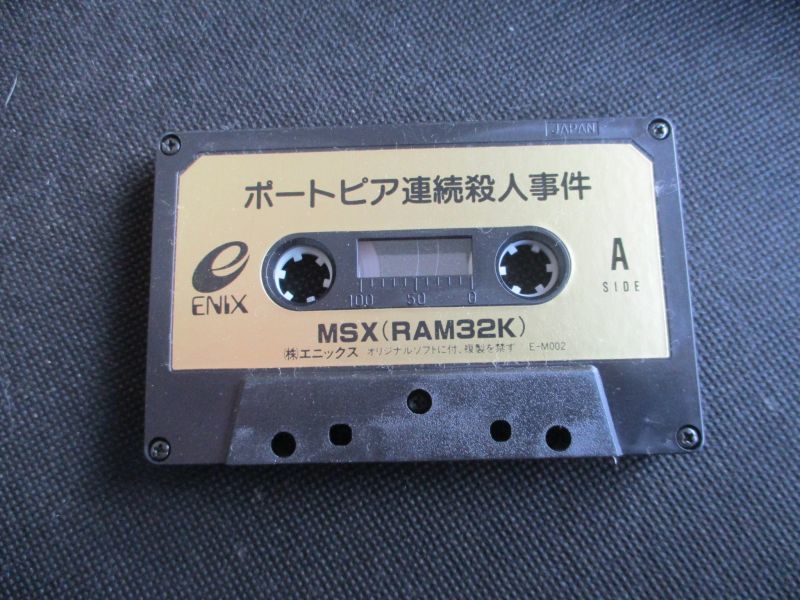 JAPAN
ポートピア連続殺人事件
e
ENIX
A
SIDE
100 50 0
MSX(RAM32K)
㈱エニックス オリジナルソフトに付、複製を禁ず E-M002